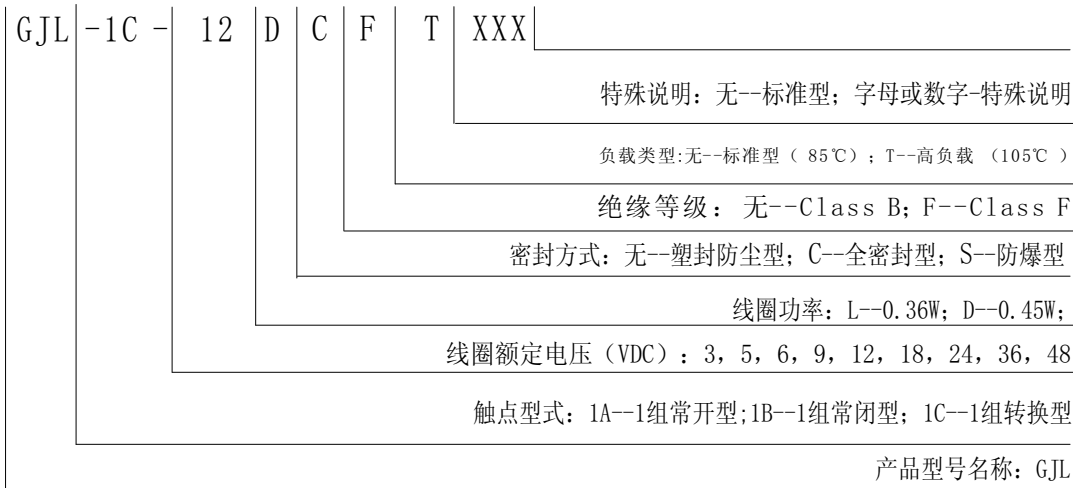 GJL -1C - 12 D C F T XXX
特殊说明：无--标准型；字母或数字-特殊说明
负载类型:无--标准型（ 85℃）；T--高负载 （105℃ ）
绝缘等级：无--Class B；F--Class F
密封方式：无--塑封防尘型；C--全密封型；S--防爆型
线圈功率：L--0.36W；D--0.45W；
线圈额定电压（VDC）：3，5，6，9，12，18，24，36，48
触点型式：1A--1组常开型;1B--1组常闭型；1C--1组转换型
产品型号名称：GJL